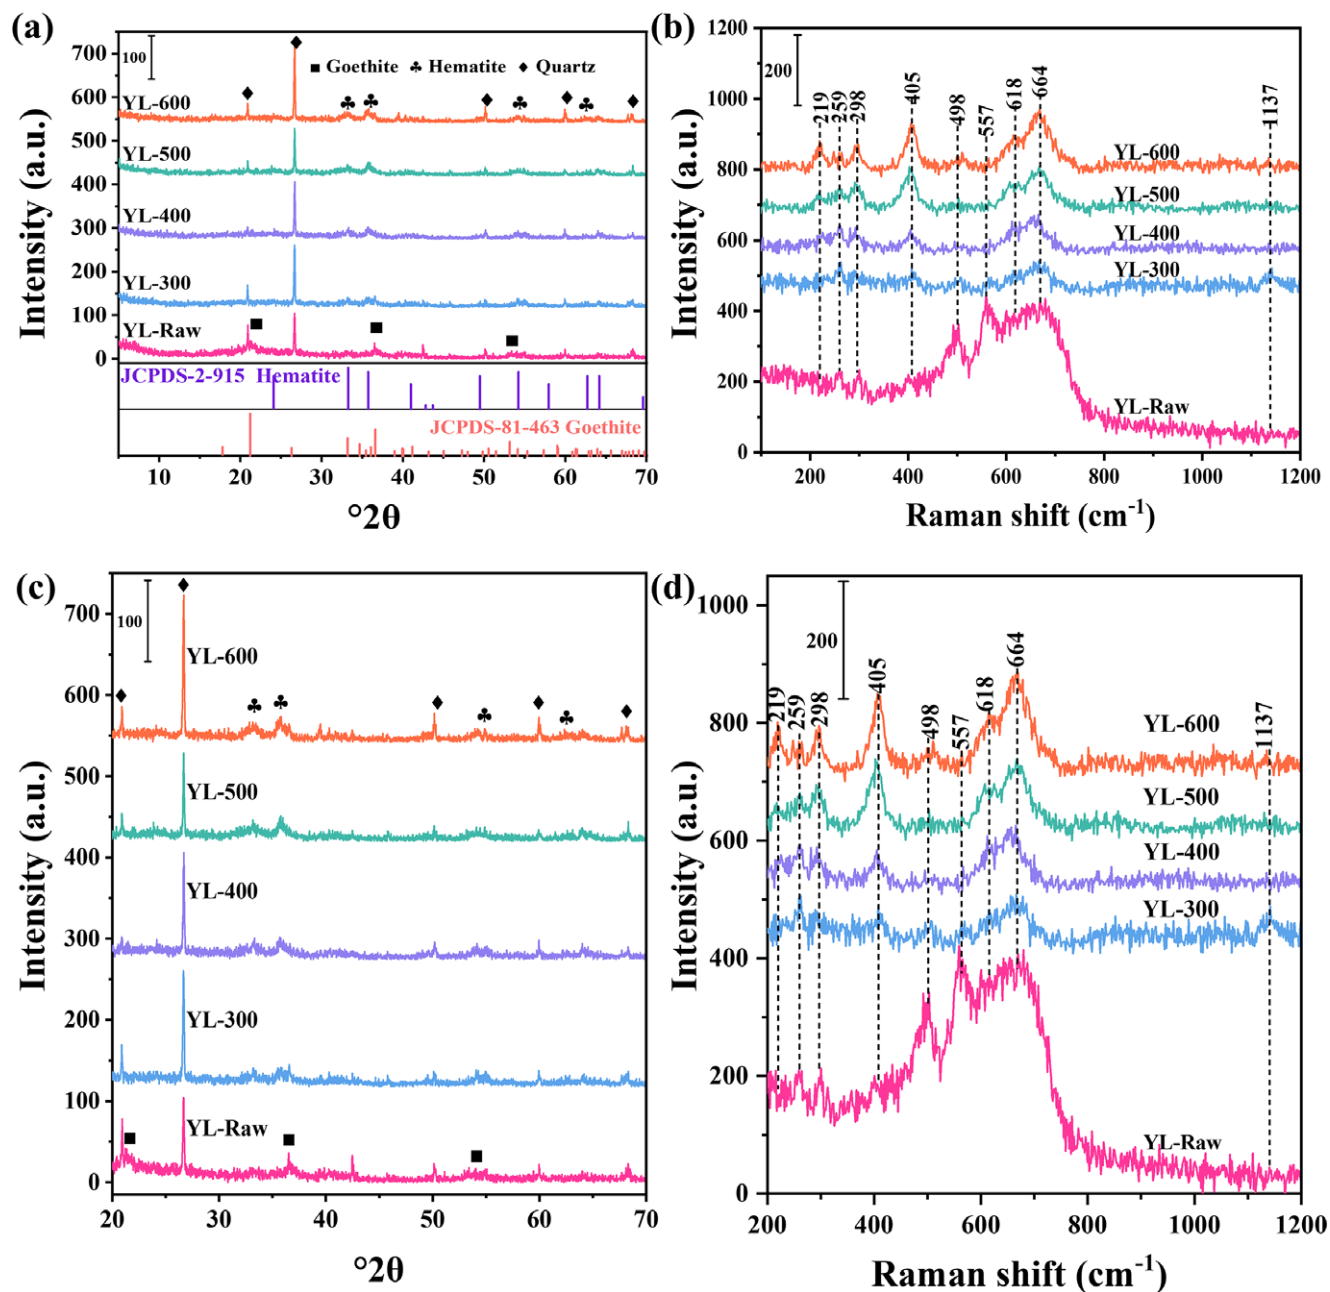 (a)
700
600
500
400
300
200
100
0
Intensity (a.u.)
100
■ Goethite ♣ Hematite ♦ Quartz
YL-600
YL-500
YL-400
YL-300
YL-Raw
JCPDS-2-915 Hematite
JCPDS-81-463 Goethite
10 20 30 40 50 60 70
°2θ
(b)
1200
1000
800
600
400
200
0
Intensity (a.u.)
200
219 259 298 405 498 557 618 664 1137
YL-600
YL-500
YL-400
YL-300
YL-Raw
200 400 600 800 1000 1200
Raman shift (cm⁻¹)
(c)
700
600
500
400
300
200
100
0
Intensity (a.u.)
100
YL-600
YL-500
YL-400
YL-300
YL-Raw
20 30 40 50 60 70
°2θ
(d)
1000
800
600
400
200
0
Intensity (a.u.)
200
219 259 298 405 498 557 618 664 1137
YL-600
YL-500
YL-400
YL-300
YL-Raw
200 400 600 800 1000 1200
Raman shift (cm⁻¹)